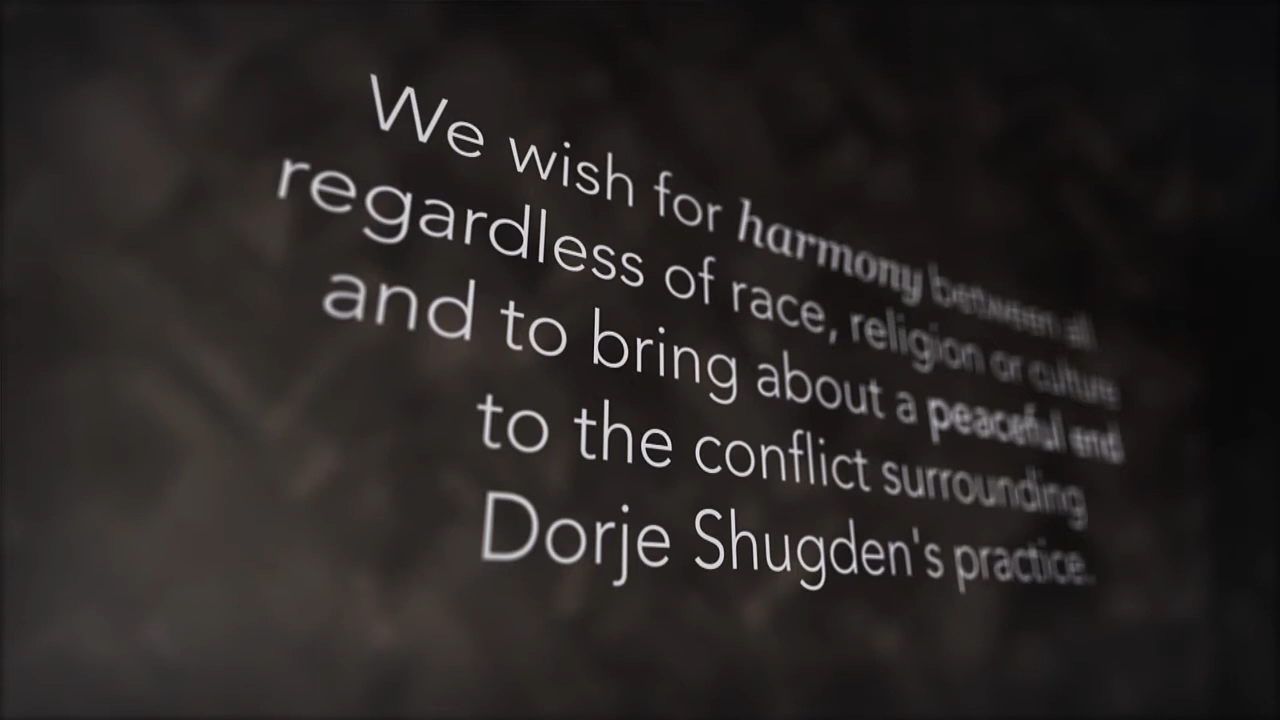 We wish for harmony between all
regardless of race, religion or culture
and to bring about a peaceful end
to the conflict surrounding
Dorje Shugden's practice.